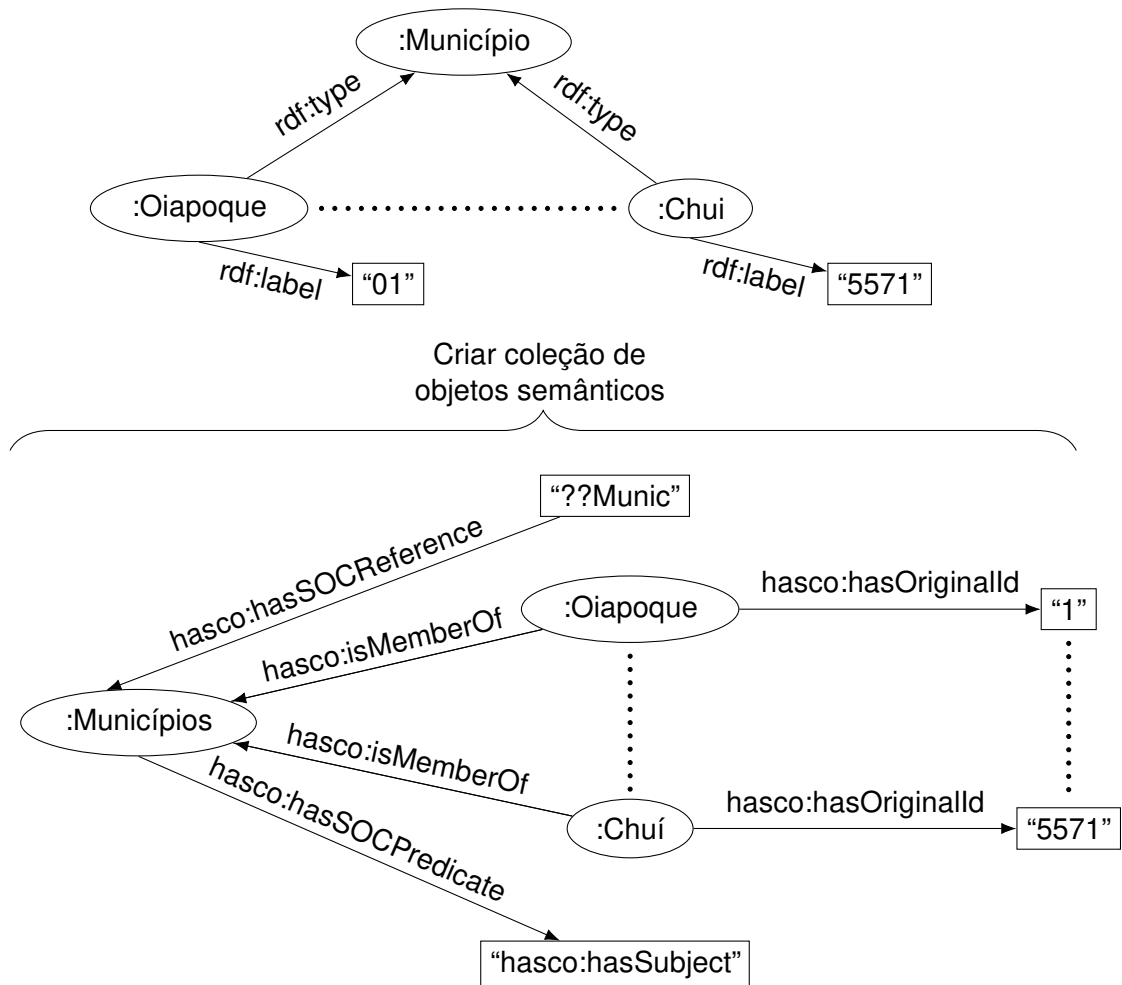 :Município
rdf:type
rdf:type
:Oiapoque
:Chui
rdf:label
“01”
rdf:label
“5571”
Criar coleção de
objetos semânticos
“??Munic”
hasco:hasSOCReference
:Oiapoque
hasco:hasOriginalId
“1”
hasco:isMemberOf
:Municípios
hasco:isMemberOf
hasco:hasSOCPredicate
:Chuí
hasco:hasOriginalId
“5571”
“hasco:hasSubject”